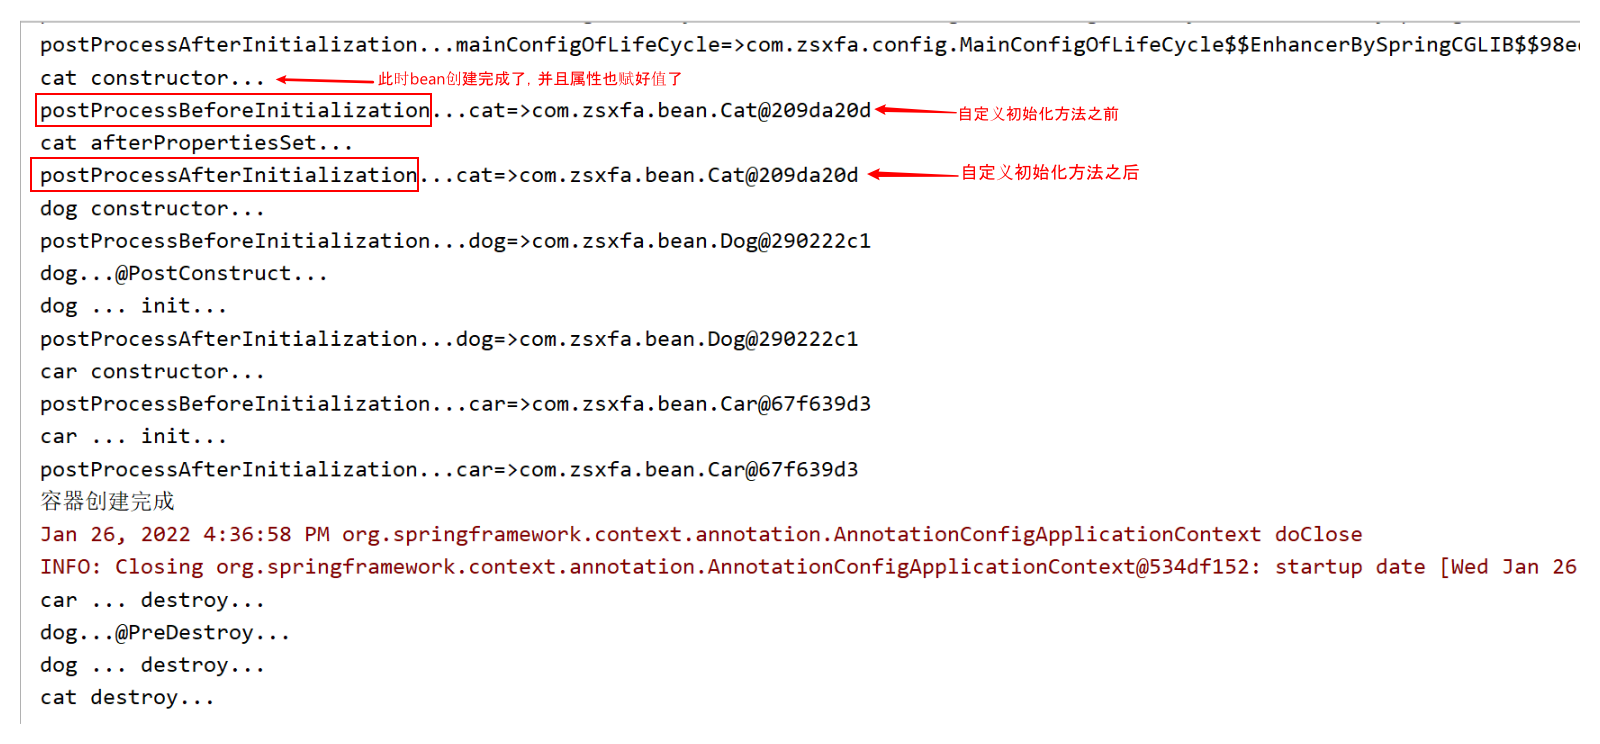 postProcessAfterInitialization...mainConfigOfLifeCycle=>com.zsxfa.config.MainConfigOfLifeCycle$$EnhancerBySpringCGLIB$$98e
cat constructor... 此时bean创建完成了, 并且属性也赋好值了
postProcessBeforeInitialization...cat=>com.zsxfa.bean.Cat@209da20d 自定义初始化方法之前
cat afterPropertiesSet...
postProcessAfterInitialization...cat=>com.zsxfa.bean.Cat@209da20d 自定义初始化方法之后
dog constructor...
postProcessBeforeInitialization...dog=>com.zsxfa.bean.Dog@290222c1
dog...@PostConstruct...
dog ... init...
postProcessAfterInitialization...dog=>com.zsxfa.bean.Dog@290222c1
car constructor...
postProcessBeforeInitialization...car=>com.zsxfa.bean.Car@67f639d3
car ... init...
postProcessAfterInitialization...car=>com.zsxfa.bean.Car@67f639d3
容器创建完成
Jan 26, 2022 4:36:58 PM org.springframework.context.annotation.AnnotationConfigApplicationContext doClose
INFO: Closing org.springframework.context.annotation.AnnotationConfigApplicationContext@534df152: startup date [Wed Jan 26
car ... destroy...
dog...@PreDestroy...
dog ... destroy...
cat destroy...